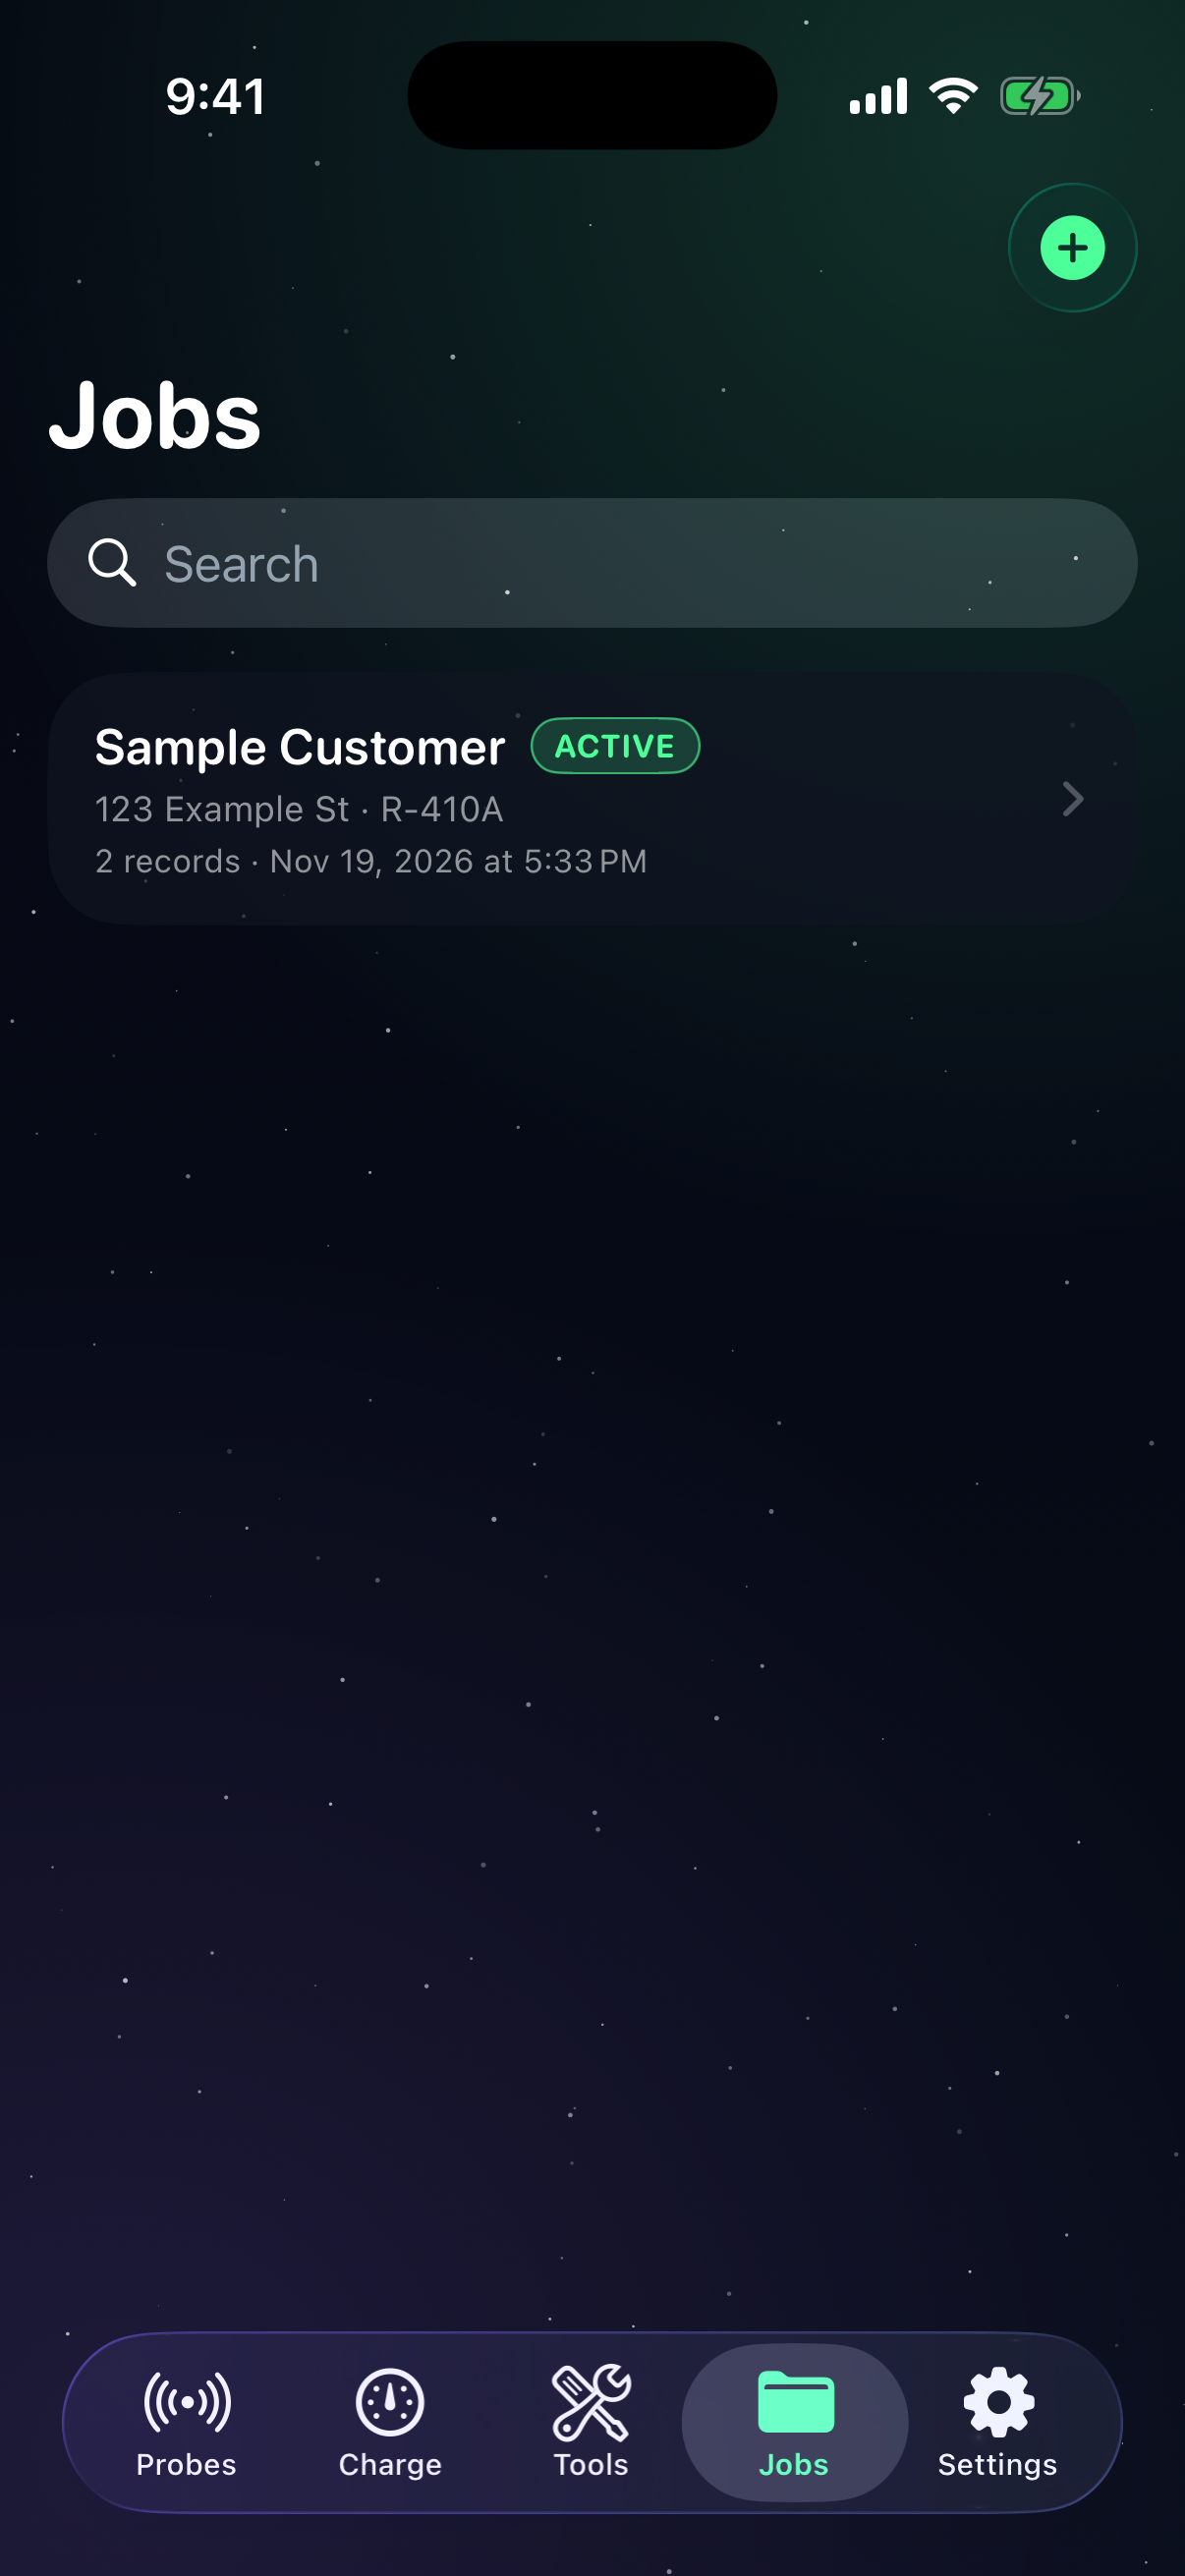 9:41
Jobs
Search
Sample Customer ACTIVE
123 Example St · R-410A
2 records · Nov 19, 2026 at 5:33 PM
Probes Charge Tools Jobs Settings